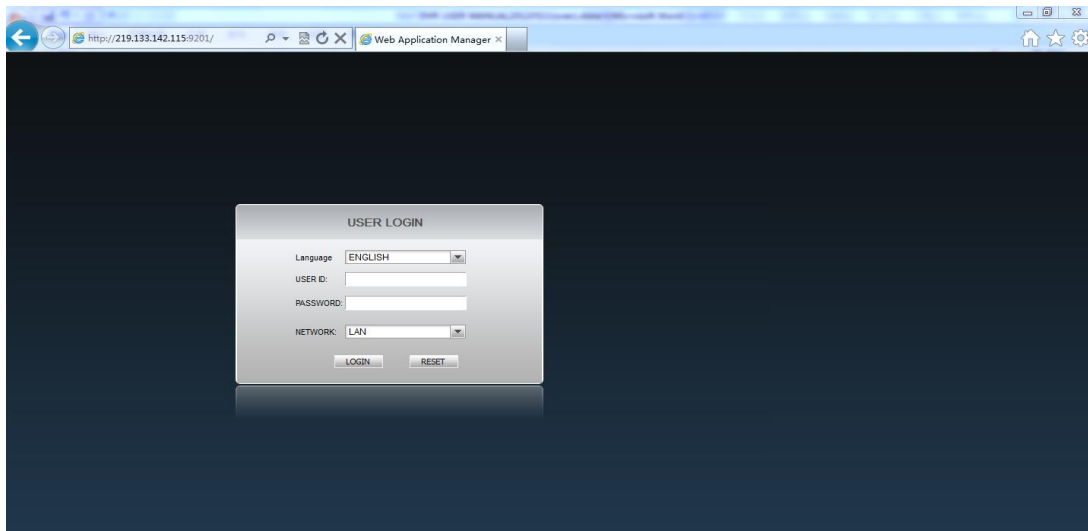 http://219.133.142.115:9201/
Web Application Manager
USER LOGIN
Language ENGLISH
USER ID:
PASSWORD:
NETWORK: LAN
LOGIN RESET